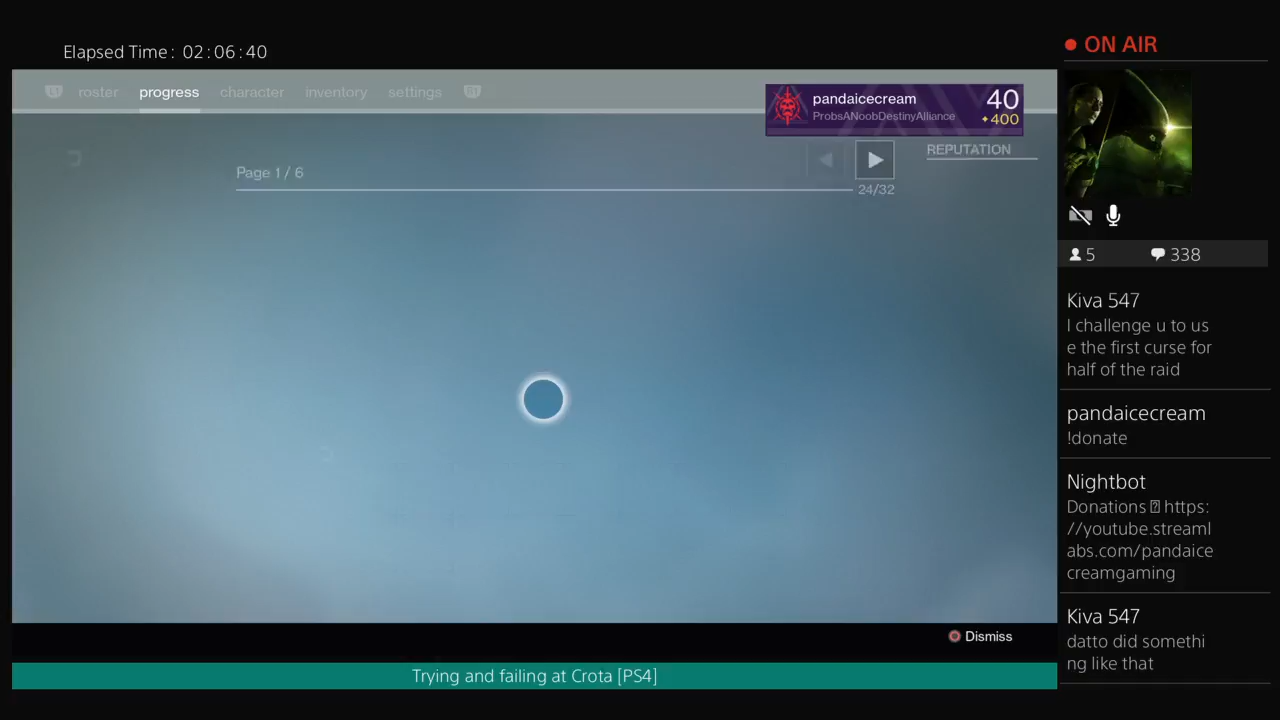 Elapsed Time: 02:06:40
ON AIR
L1 roster progress character inventory settings R1
pandaicecream 40
ProbsANoobDestinyAlliance +400
REPUTATION
Page 1 / 6
24/32
5 338
Kiva 547
I challenge u to us
e the first curse for
half of the raid
pandaicecream
!donate
Nightbot
Donations ⍰ https:
//youtube.streaml
abs.com/pandaice
creamgaming
Kiva 547
datto did somethi
ng like that
Dismiss
Trying and failing at Crota [PS4]